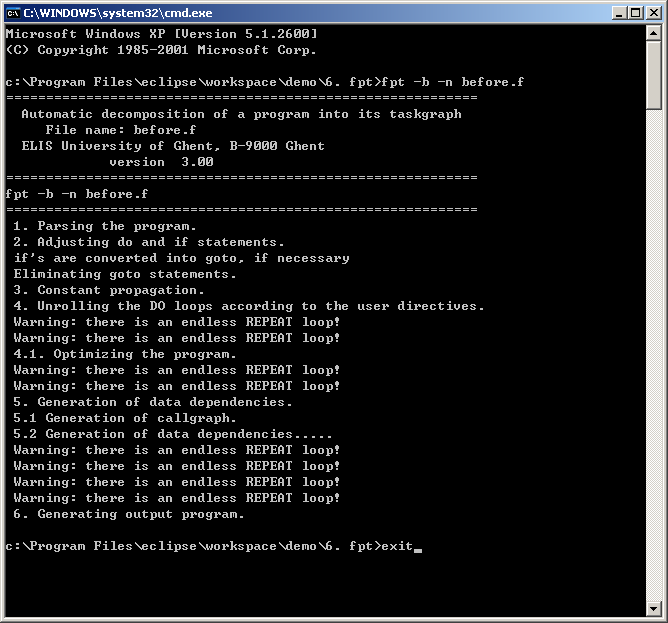 C:\WINDOWS\system32\cmd.exe
Microsoft Windows XP [Version 5.1.2600]
(C) Copyright 1985-2001 Microsoft Corp.
c:\Program Files\eclipse\workspace\demo\6. fpt>fpt -b -n before.f
===========================================================
Automatic decomposition of a program into its taskgraph
File name: before.f
ELIS University of Ghent, B-9000 Ghent
version  3.00
===========================================================
fpt -b -n before.f
===========================================================
1. Parsing the program.
2. Adjusting do and if statements.
if's are converted into goto, if necessary
Eliminating goto statements.
3. Constant propagation.
4. Unrolling the DO loops according to the user directives.
Warning: there is an endless REPEAT loop!
Warning: there is an endless REPEAT loop!
4.1. Optimizing the program.
Warning: there is an endless REPEAT loop!
Warning: there is an endless REPEAT loop!
5. Generation of data dependencies.
5.1 Generation of callgraph.
5.2 Generation of data dependencies.....
Warning: there is an endless REPEAT loop!
Warning: there is an endless REPEAT loop!
Warning: there is an endless REPEAT loop!
Warning: there is an endless REPEAT loop!
6. Generating output program.
c:\Program Files\eclipse\workspace\demo\6. fpt>exit_